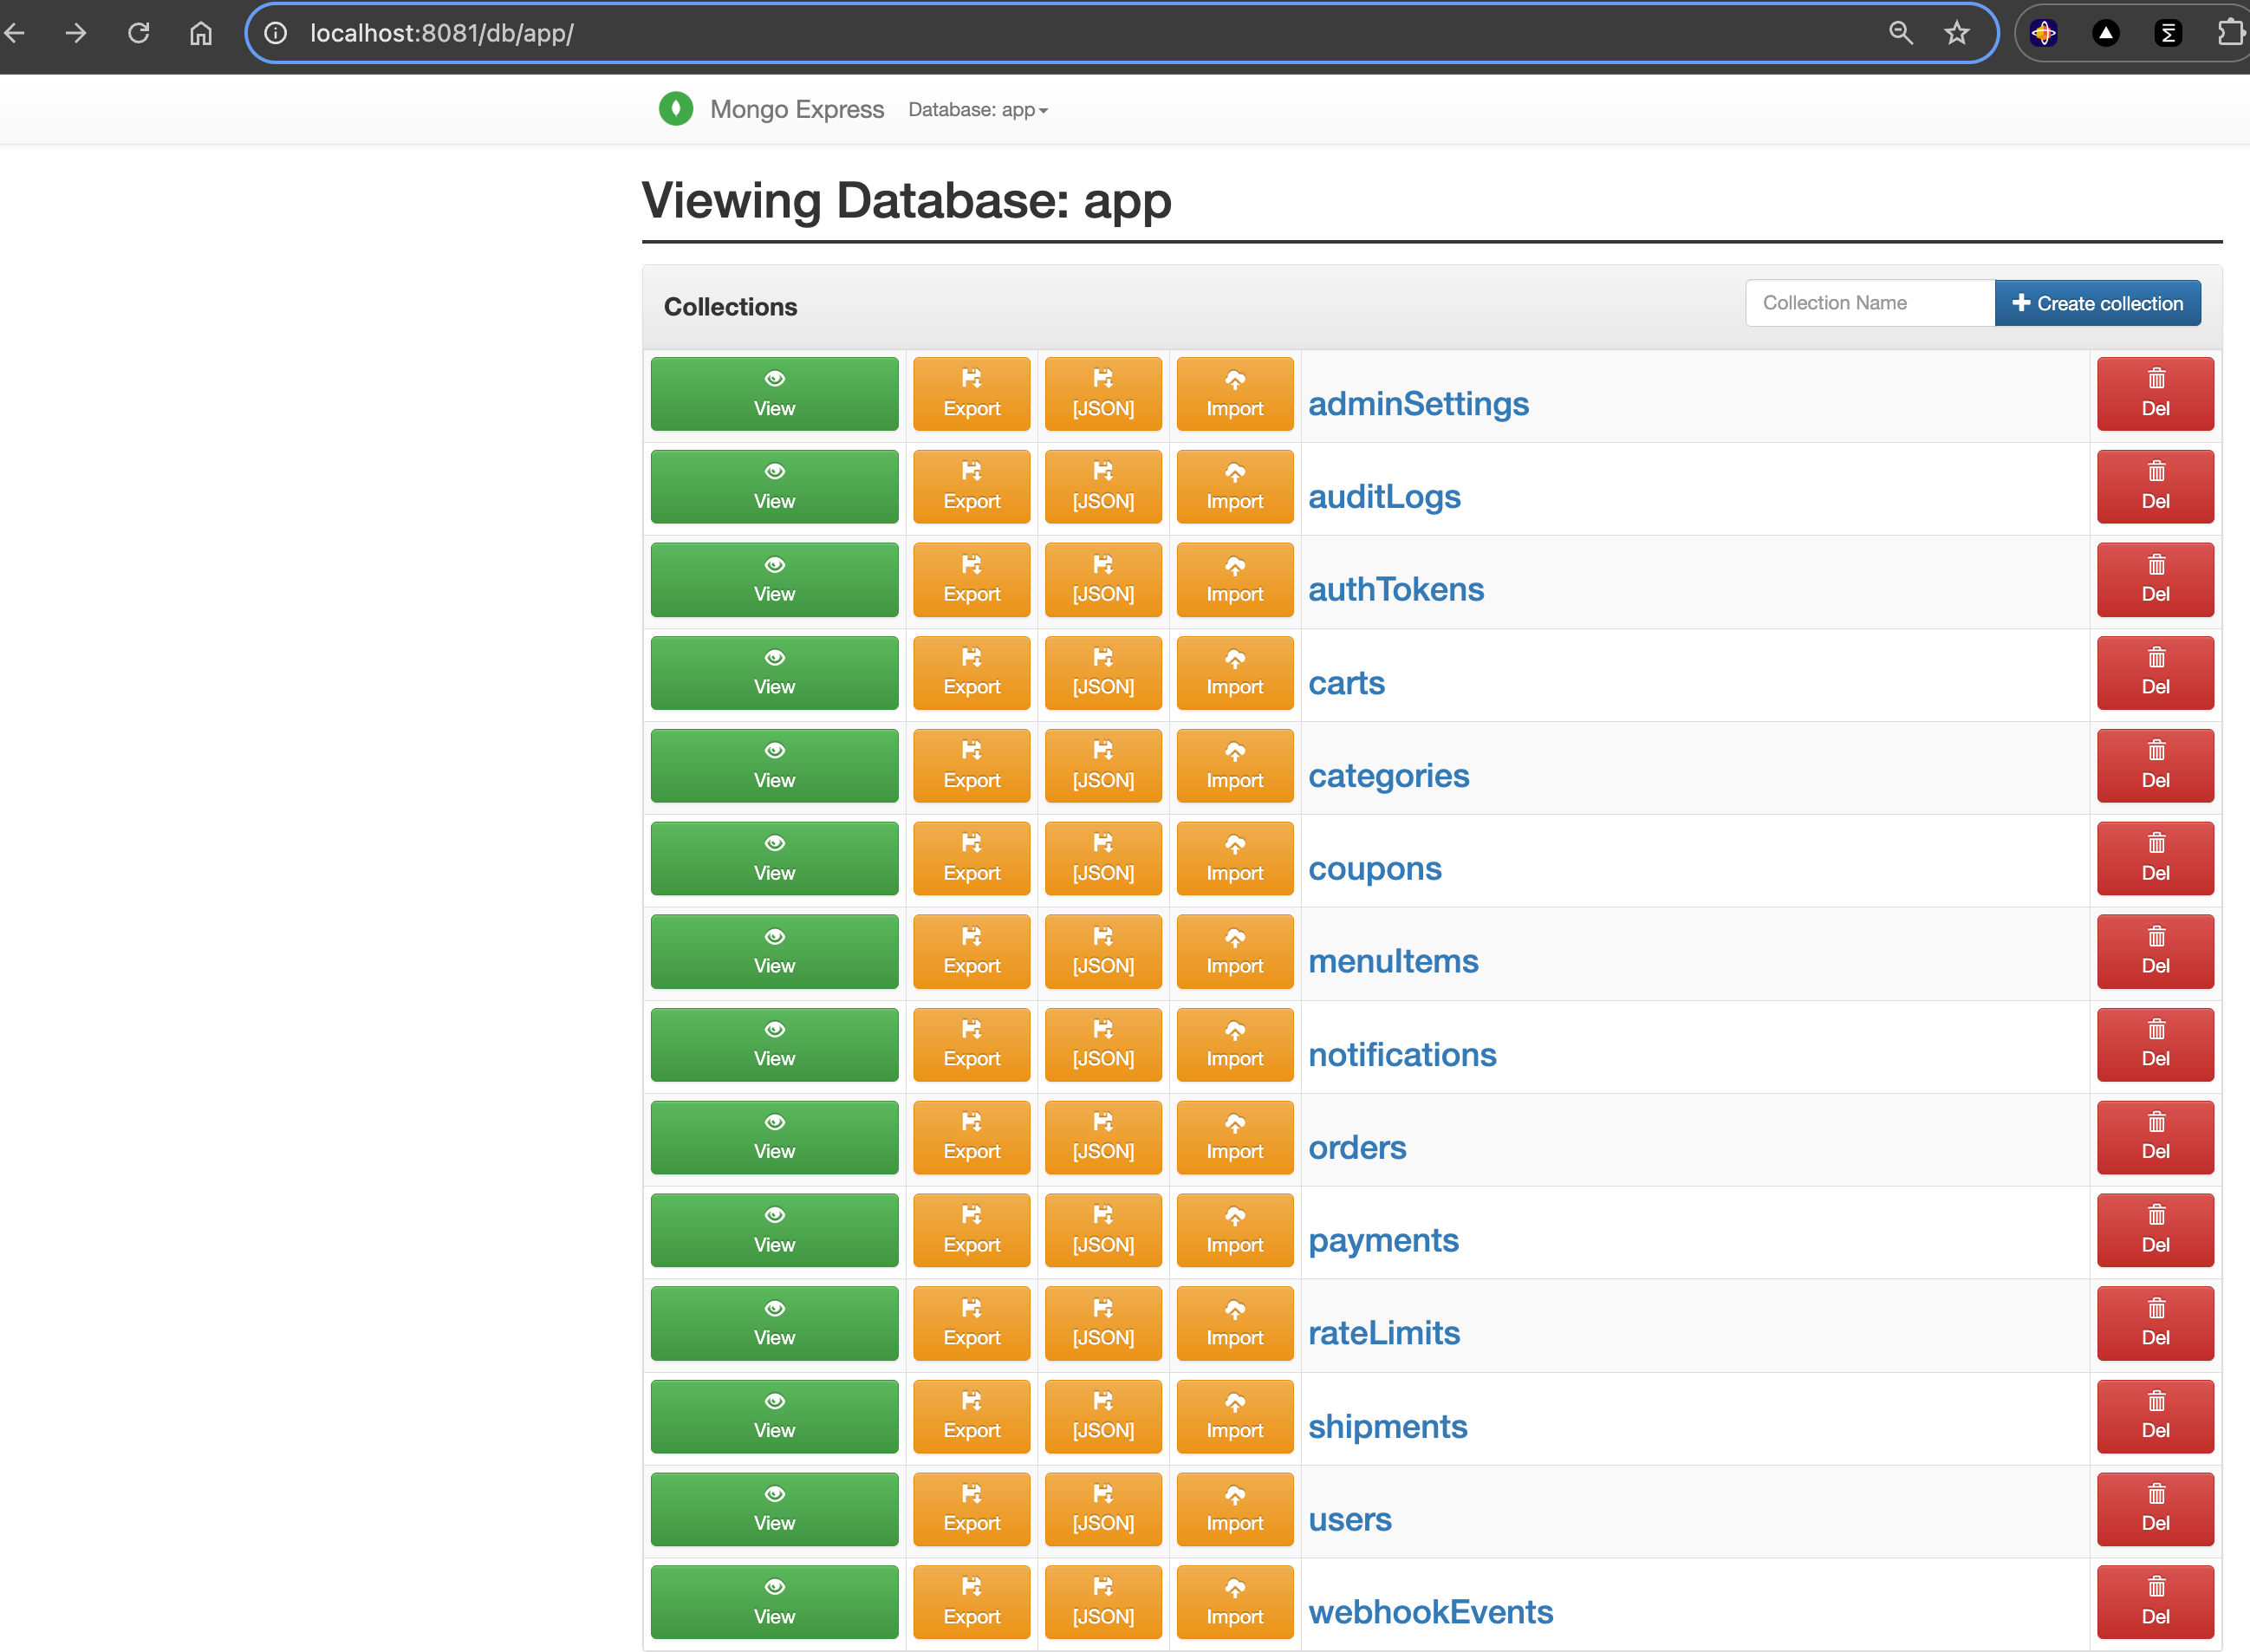 localhost:8081/db/app/
Mongo Express Database: app
Viewing Database: app
Collections Collection Name Create collection
View Export [JSON] Import adminSettings Del
View Export [JSON] Import auditLogs Del
View Export [JSON] Import authTokens Del
View Export [JSON] Import carts Del
View Export [JSON] Import categories Del
View Export [JSON] Import coupons Del
View Export [JSON] Import menuItems Del
View Export [JSON] Import notifications Del
View Export [JSON] Import orders Del
View Export [JSON] Import payments Del
View Export [JSON] Import rateLimits Del
View Export [JSON] Import shipments Del
View Export [JSON] Import users Del
View Export [JSON] Import webhookEvents Del